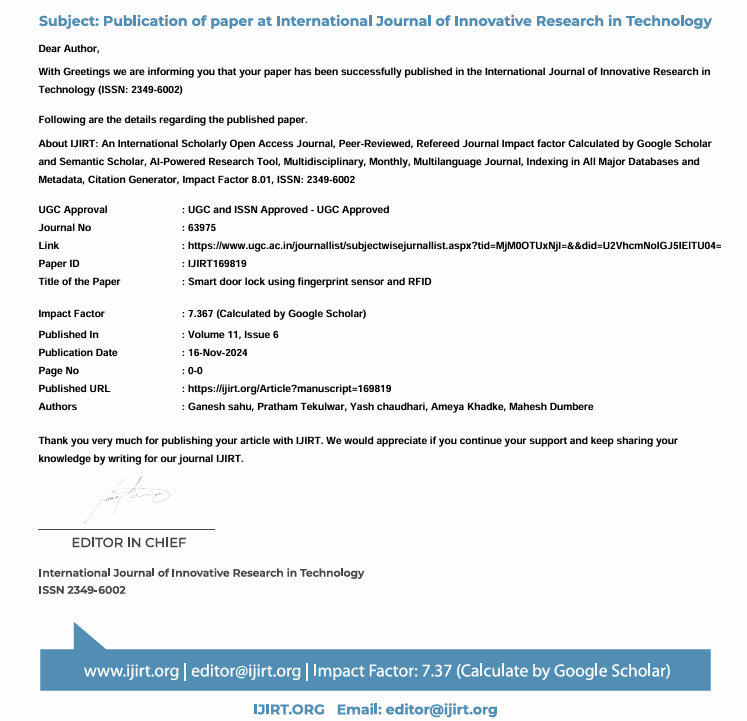 Subject: Publication of paper at International Journal of Innovative Research in Technology
Dear Author,
With Greetings we are informing you that your paper has been successfully published in the International Journal of Innovative Research in
Technology (ISSN: 2349-6002)
Following are the details regarding the published paper.
About IJIRT: An International Scholarly Open Access Journal, Peer-Reviewed, Refereed Journal Impact factor Calculated by Google Scholar
and Semantic Scholar, AI-Powered Research Tool, Multidisciplinary, Monthly, Multilanguage Journal, Indexing in All Major Databases and
Metadata, Citation Generator, Impact Factor 8.01, ISSN: 2349-6002
UGC Approval : UGC and ISSN Approved - UGC Approved
Journal No : 63975
Link : https://www.ugc.ac.in/journallist/subjectwisejurnallist.aspx?tid=MjM0OTUxNjI=&&did=U2VhcmNoIGJ5IElTU04=
Paper ID : IJIRT169819
Title of the Paper : Smart door lock using fingerprint sensor and RFID
Impact Factor : 7.367 (Calculated by Google Scholar)
Published In : Volume 11, Issue 6
Publication Date : 16-Nov-2024
Page No : 0-0
Published URL : https://ijirt.org/Article?manuscript=169819
Authors : Ganesh sahu, Pratham Tekulwar, Yash chaudhari, Ameya Khadke, Mahesh Dumbere
Thank you very much for publishing your article with IJIRT. We would appreciate if you continue your support and keep sharing your
knowledge by writing for our journal IJIRT.
EDITOR IN CHIEF
International Journal of Innovative Research in Technology
ISSN 2349-6002
www.ijirt.org | editor@ijirt.org | Impact Factor: 7.37 (Calculate by Google Scholar)
IJIRT.ORG Email: editor@ijirt.org